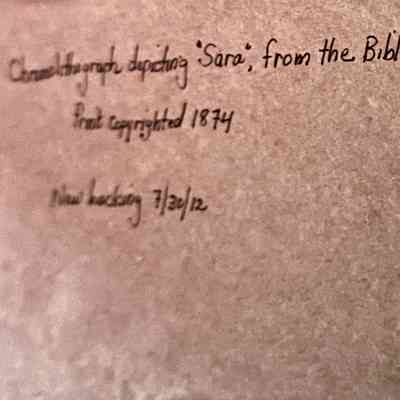 Chromolithograph depicting "Sara", from the Bibl
Print copyrighted 1874
New backing 7/30/12